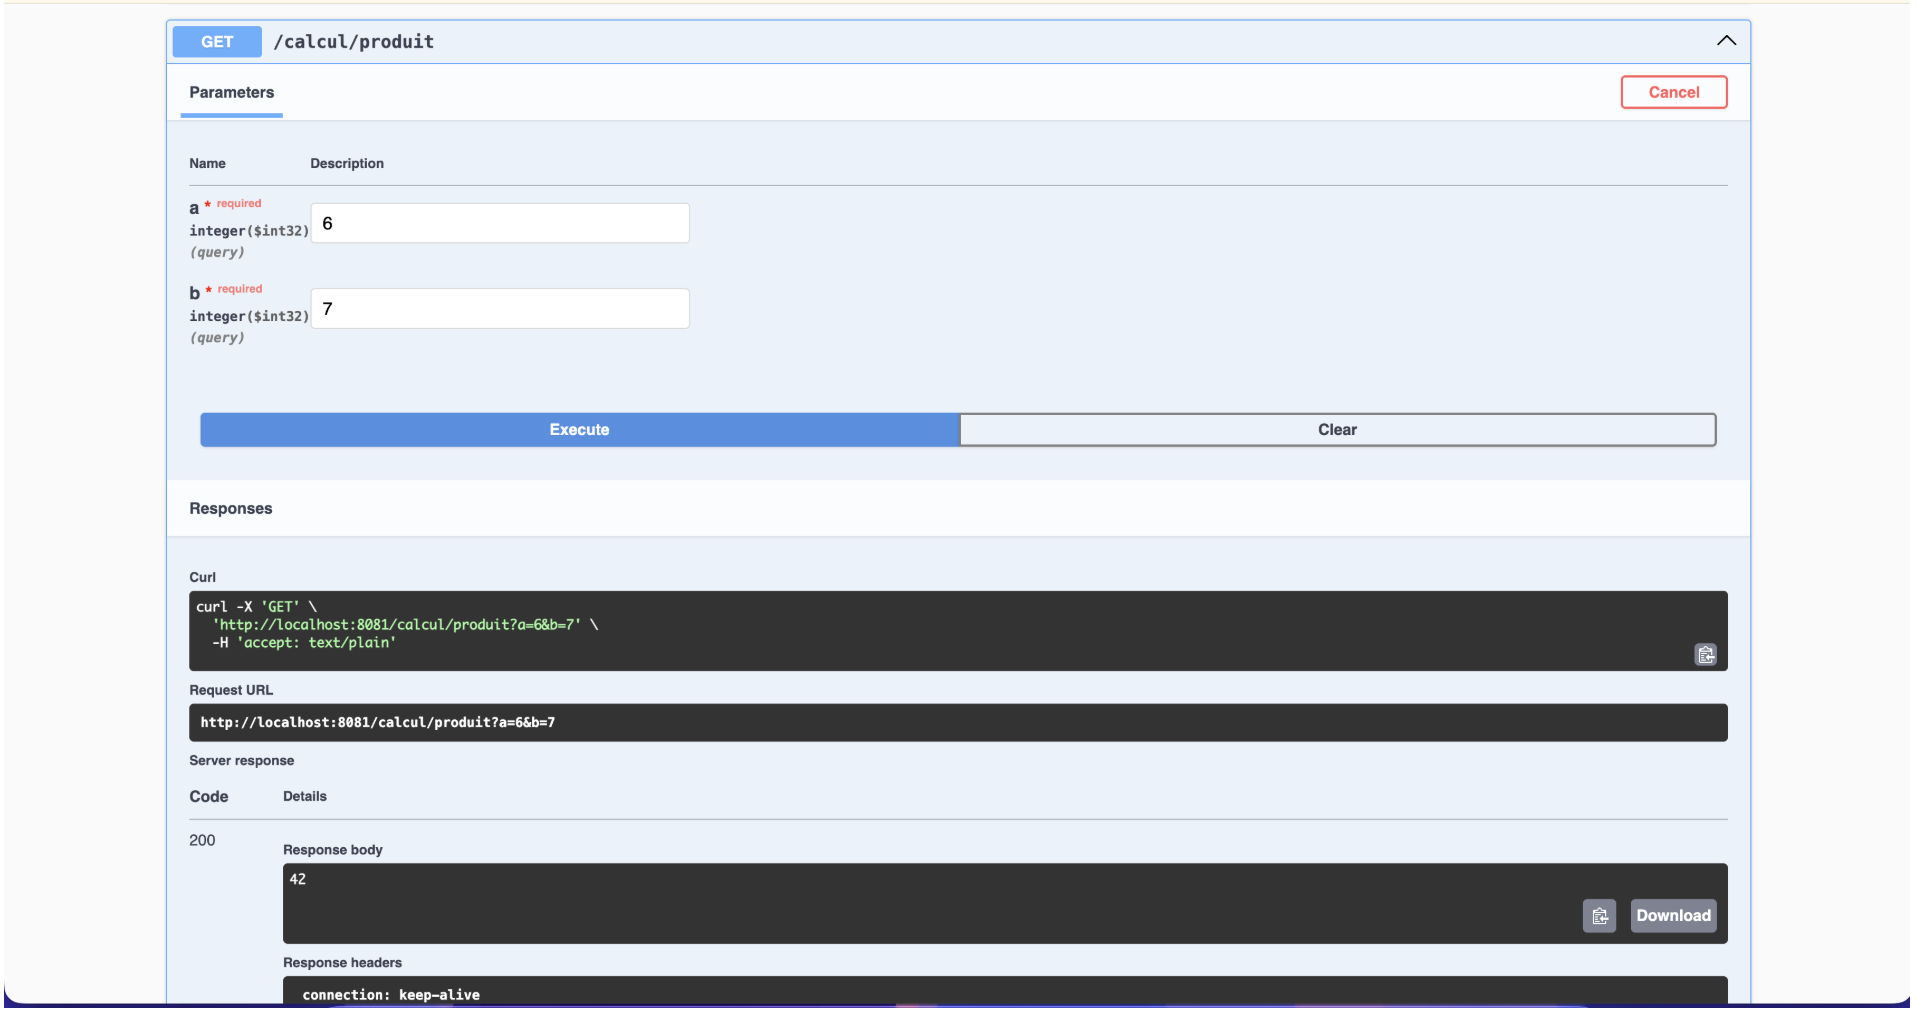 GET /calcul/produit
Parameters
Cancel
Name Description
a * required
integer($int32)
(query)
6
b * required
integer($int32)
(query)
7
Execute Clear
Responses
Curl
curl -X 'GET' \
'http://localhost:8081/calcul/produit?a=6&b=7' \
-H 'accept: text/plain'
Request URL
http://localhost:8081/calcul/produit?a=6&b=7
Server response
Code Details
200
Response body
42
Download
Response headers
connection: keep-alive